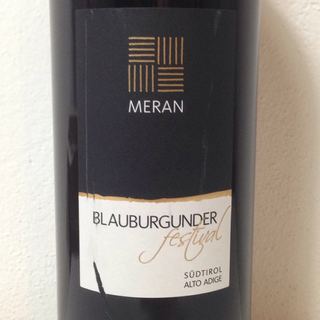 MERAN
BLAUBURGUNDER
festival
SÜDTIROL
ALTO ADIGE